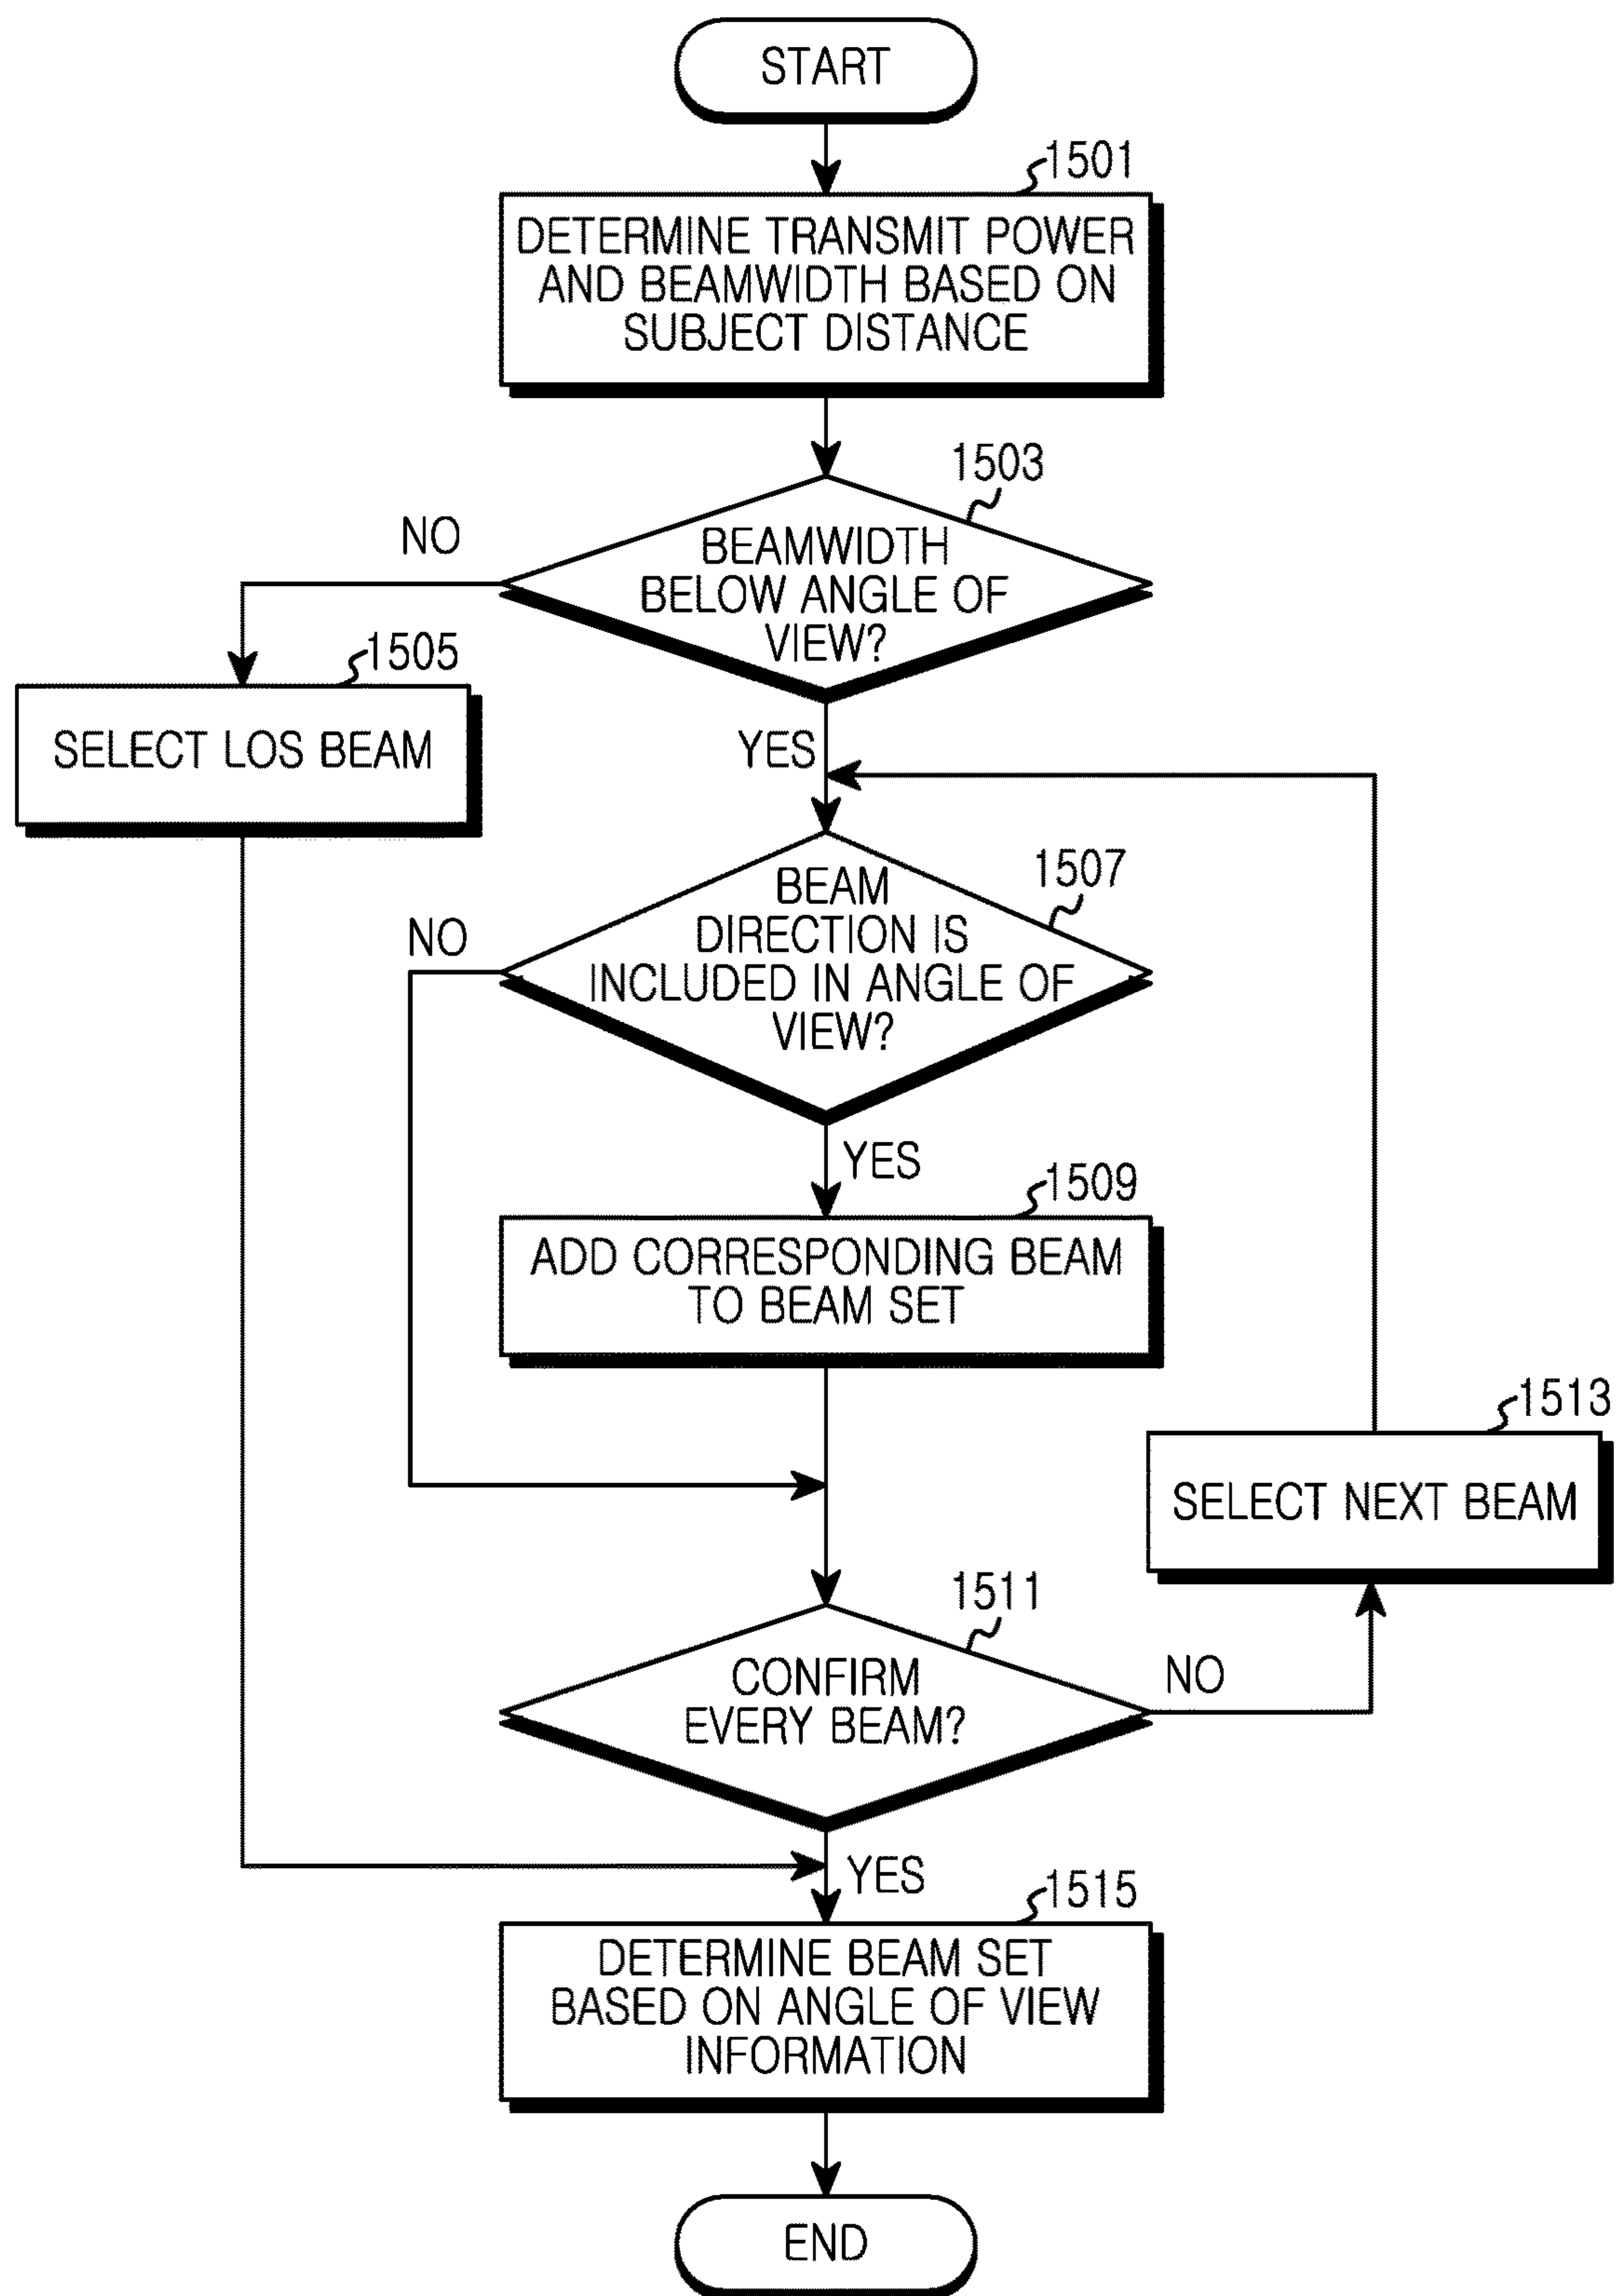 START
1501
DETERMINE TRANSMIT POWER
AND BEAMWIDTH BASED ON
SUBJECT DISTANCE
1503
NO
BEAMWIDTH
BELOW ANGLE OF
VIEW?
1505
SELECT LOS BEAM
YES
1507
BEAM
DIRECTION IS
INCLUDED IN ANGLE OF
VIEW?
NO
YES
1509
ADD CORRESPONDING BEAM
TO BEAM SET
1513
SELECT NEXT BEAM
1511
CONFIRM
EVERY BEAM?
NO
YES
1515
DETERMINE BEAM SET
BASED ON ANGLE OF VIEW
INFORMATION
END